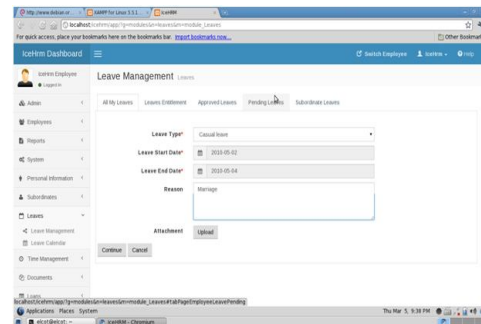 http://www.debian.or...
XAMPP for Linux 5.5.1...
IceHRM
localhost/icehrm/app/?g=modules&n=leaves&m=module_Leaves
For quick access, place your bookmarks here on the bookmarks bar. Import bookmarks now...
Other Bookmar
IceHrm Dashboard
Switch Employee
IceHrm
Help
IceHrm Employee
Logged In
Leave Management Leaves
Admin
All My Leaves
Leaves Entitlement
Approved Leaves
Pending Leaves
Subordinate Leaves
Employees
Reports
System
Personal Information
Subordinates
Leaves
Leave Management
Leave Calendar
Time Management
Documents
Loans
Leave Type*
Casual leave
Leave Start Date*
2016-05-02
Leave End Date*
2016-05-04
Reason
Marriage
Attachment
Upload
Continue
Cancel
localhost/icehrm/app/?g=modules&n=leaves&m=module_Leaves#tabPageEmployeeLeavePending
Applications Places System
Thu Mar 5, 9:38 PM
elcot@elcot: ~
IceHRM - Chromium